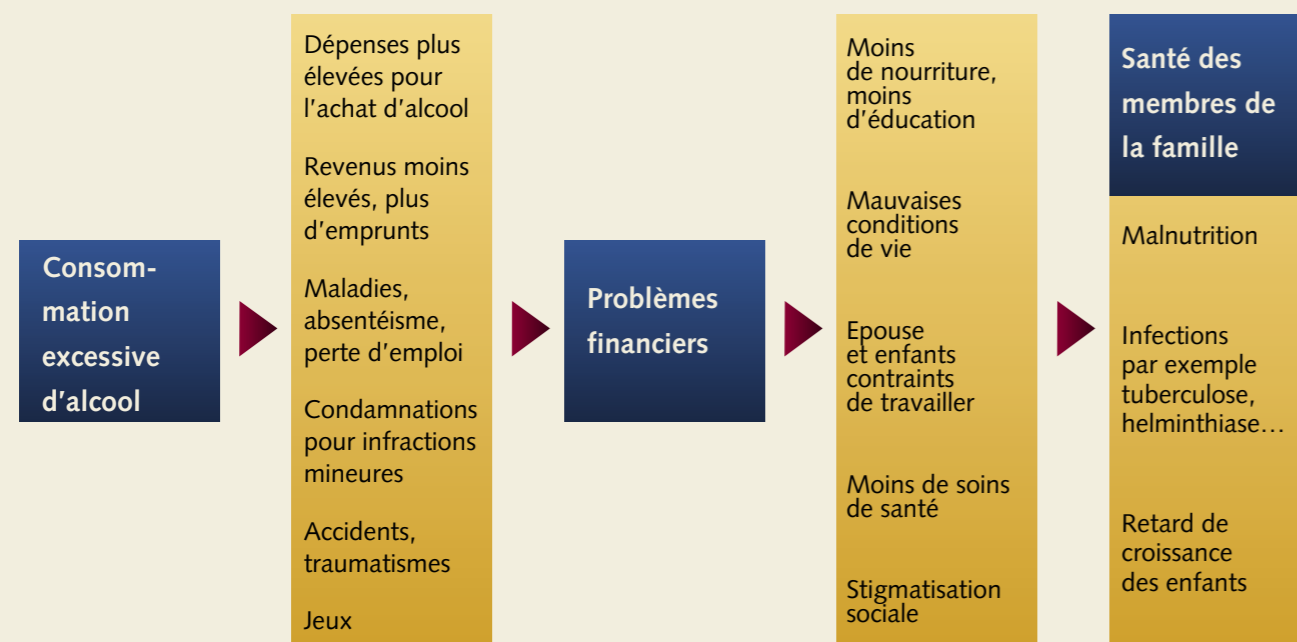 Consom-
mation
excessive
d'alcool
Dépenses plus
élevées pour
l'achat d'alcool
Revenus moins
élevés, plus
d'emprunts
Maladies,
absentéisme,
perte d'emploi
Condamnations
pour infractions
mineures
Accidents,
traumatismes
Jeux
Problèmes
financiers
Moins
de nourriture,
moins
d'éducation
Mauvaises
conditions
de vie
Epouse
et enfants
contraints
de travailler
Moins de soins
de santé
Stigmatisation
sociale
Santé des
membres de
la famille
Malnutrition
Infections
par exemple
tuberculose,
helminthiase…
Retard de
croissance
des enfants